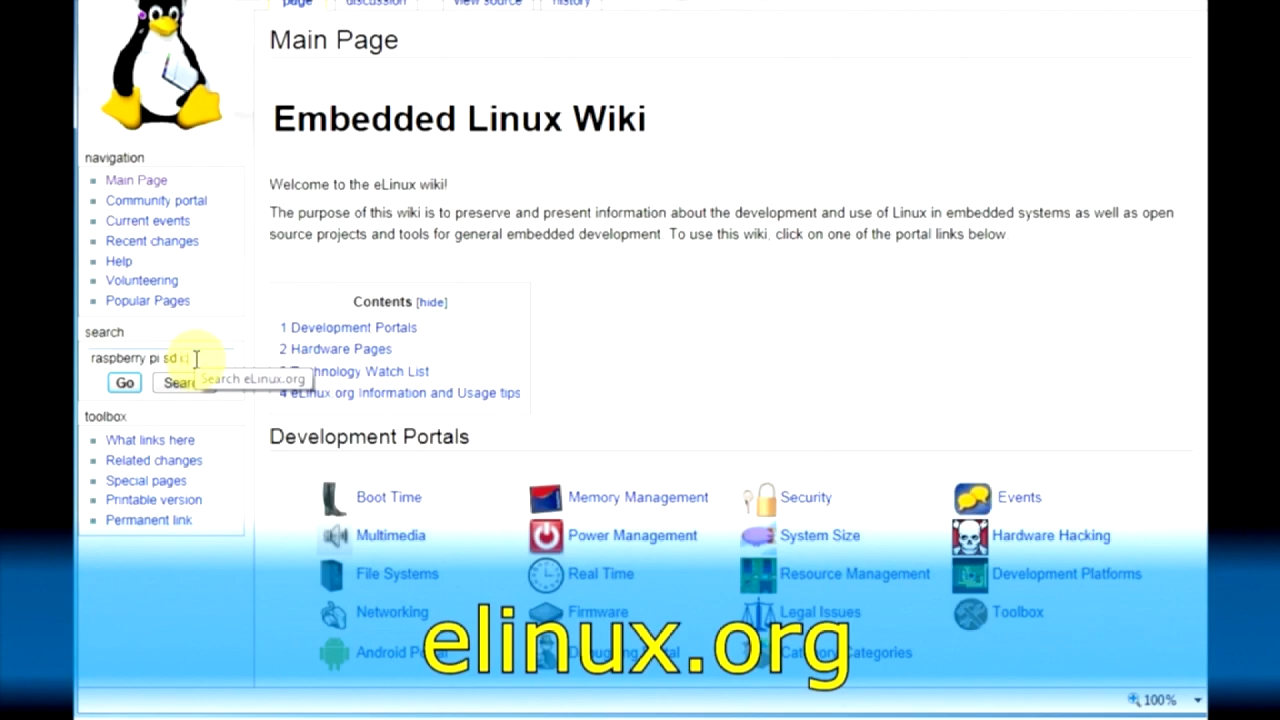 page discussion view source history
Main Page
Embedded Linux Wiki
navigation
Main Page
Community portal
Current events
Recent changes
Help
Volunteering
Popular Pages
search
raspberry pi sd c
Go
Search eLinux.org
toolbox
What links here
Related changes
Special pages
Printable version
Permanent link
Welcome to the eLinux wiki!
The purpose of this wiki is to preserve and present information about the development and use of Linux in embedded systems as well as open
source projects and tools for general embedded development. To use this wiki, click on one of the portal links below.
Contents [hide]
1 Development Portals
2 Hardware Pages
Watch List
4 eLinux.org Information and Usage tips
Development Portals
Boot Time Memory Management Security Events
Multimedia Power Management System Size Hardware Hacking
File Systems Real Time Resource Management Development Platforms
Networking Firmware Legal Issues Toolbox
Android Categories
elinux.org
100%